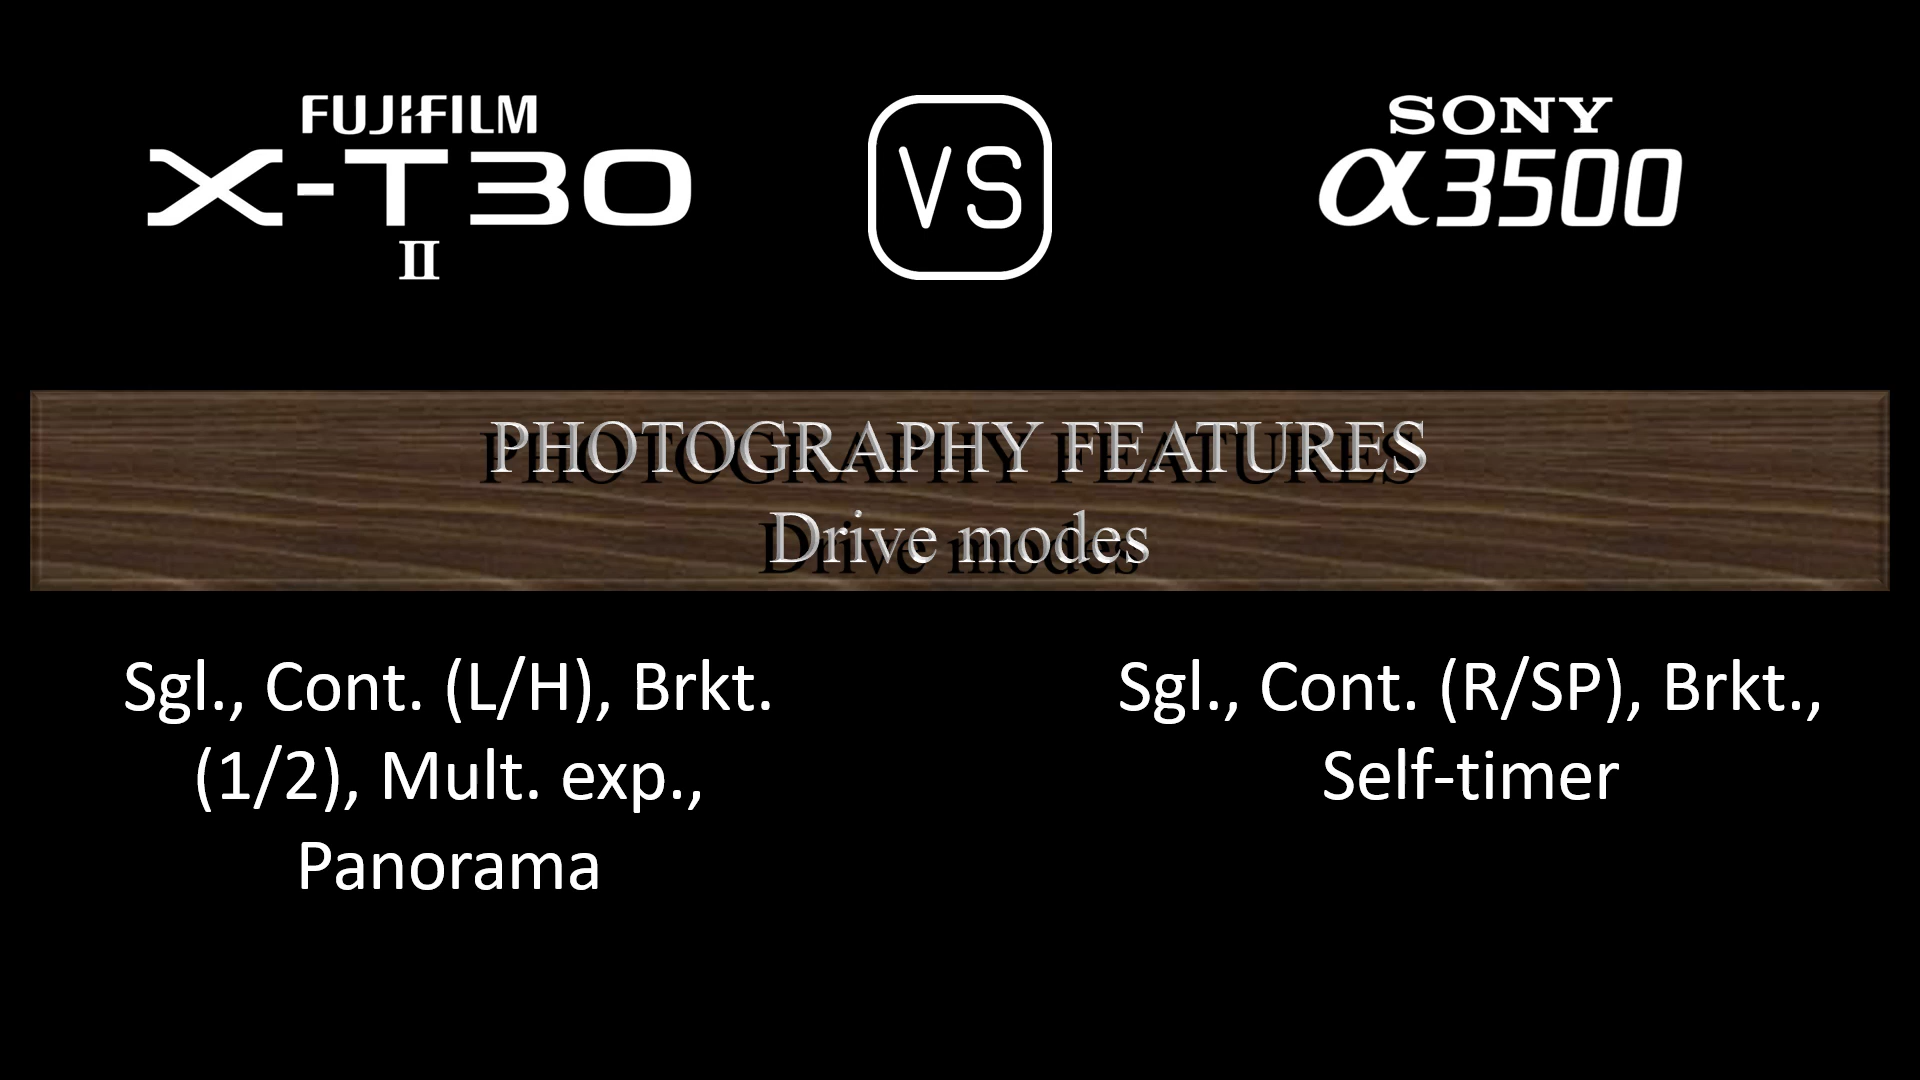 FUJIFILM
X-T30
II
VS
SONY
α3500
PHOTOGRAPHY FEATURES
Drive modes
Sgl., Cont. (L/H), Brkt.
(1/2), Mult. exp.,
Panorama
Sgl., Cont. (R/SP), Brkt.,
Self-timer